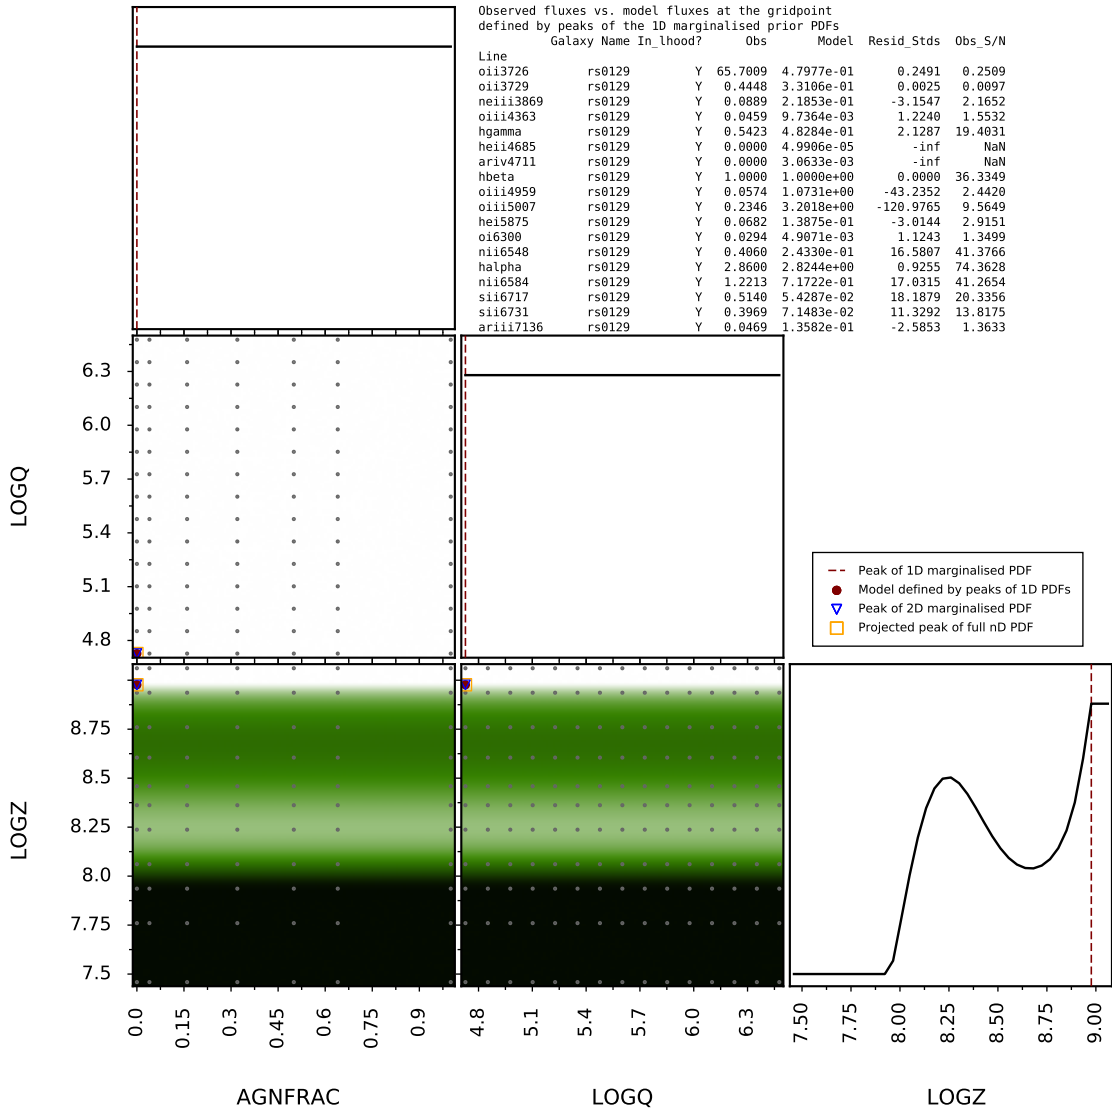 Observed fluxes vs. model fluxes at the gridpoint
defined by peaks of the 1D marginalised prior PDFs
Galaxy Name In_lhood? Obs Model Resid_Stds Obs_S/N
Line
oii3726 rs0129 Y 65.7009 4.7977e-01 0.2491 0.2509
oii3729 rs0129 Y 0.4448 3.3106e-01 0.0025 0.0097
neiii3869 rs0129 Y 0.0889 2.1853e-01 -3.1547 2.1652
oiii4363 rs0129 Y 0.0459 9.7364e-03 1.2240 1.5532
hgamma rs0129 Y 0.5423 4.8284e-01 2.1287 19.4031
heii4685 rs0129 Y 0.0000 4.9906e-05 -inf NaN
ariv4711 rs0129 Y 0.0000 3.0633e-03 -inf NaN
hbeta rs0129 Y 1.0000 1.0000e+00 0.0000 36.3349
oiii4959 rs0129 Y 0.0574 1.0731e+00 -43.2352 2.4420
oiii5007 rs0129 Y 0.2346 3.2018e+00 -120.9765 9.5649
hei5875 rs0129 Y 0.0682 1.3875e-01 -3.0144 2.9151
oi6300 rs0129 Y 0.0294 4.9071e-03 1.1243 1.3499
nii6548 rs0129 Y 0.4060 2.4330e-01 16.5807 41.3766
halpha rs0129 Y 2.8600 2.8244e+00 0.9255 74.3628
nii6584 rs0129 Y 1.2213 7.1722e-01 17.0315 41.2654
sii6717 rs0129 Y 0.5140 5.4287e-02 18.1879 20.3356
sii6731 rs0129 Y 0.3969 7.1483e-02 11.3292 13.8175
ariii7136 rs0129 Y 0.0469 1.3582e-01 -2.5853 1.3633
LOGQ
6.3
6.0
5.7
5.4
5.1
4.8
Peak of 1D marginalised PDF
Model defined by peaks of 1D PDFs
Peak of 2D marginalised PDF
Projected peak of full nD PDF
LOGZ
8.75
8.5
8.25
8.0
7.75
7.5
0.0 0.15 0.3 0.45 0.6 0.75 0.9
4.8 5.1 5.4 5.7 6.0 6.3
7.50 7.75 8.00 8.25 8.50 8.75 9.00
AGNFRAC
LOGQ
LOGZ